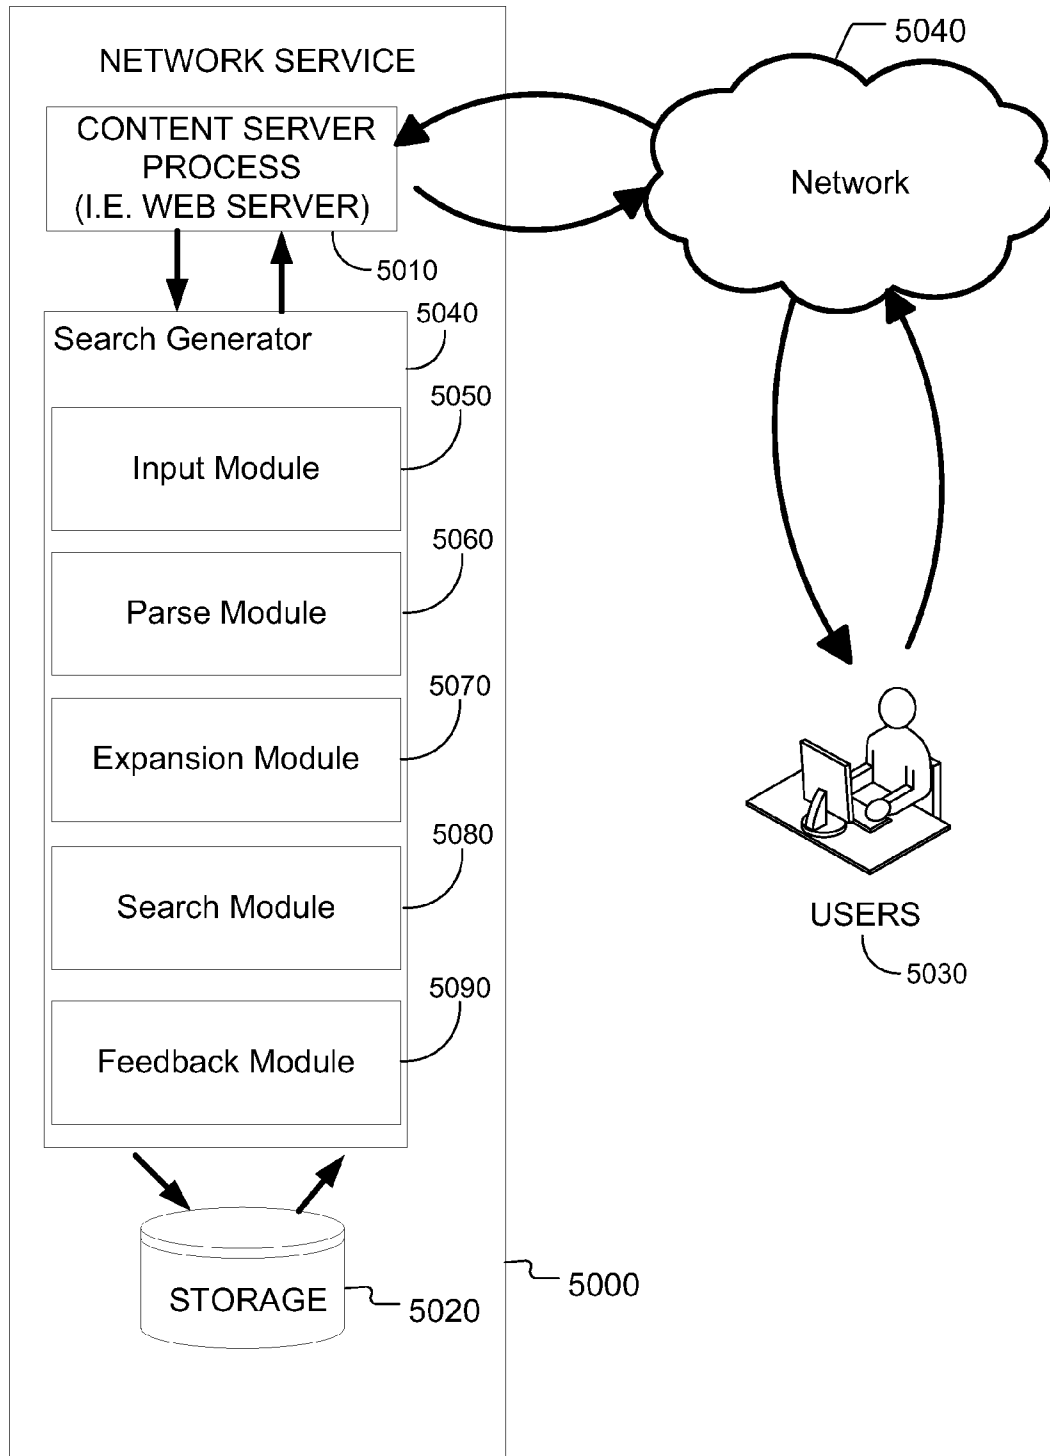 5040
NETWORK SERVICE
CONTENT SERVER
PROCESS
(I.E. WEB SERVER)
Network
5010
5040
Search Generator
5050
Input Module
5060
Parse Module
5070
Expansion Module
5080
Search Module
USERS
5030
5090
Feedback Module
5000
STORAGE
5020